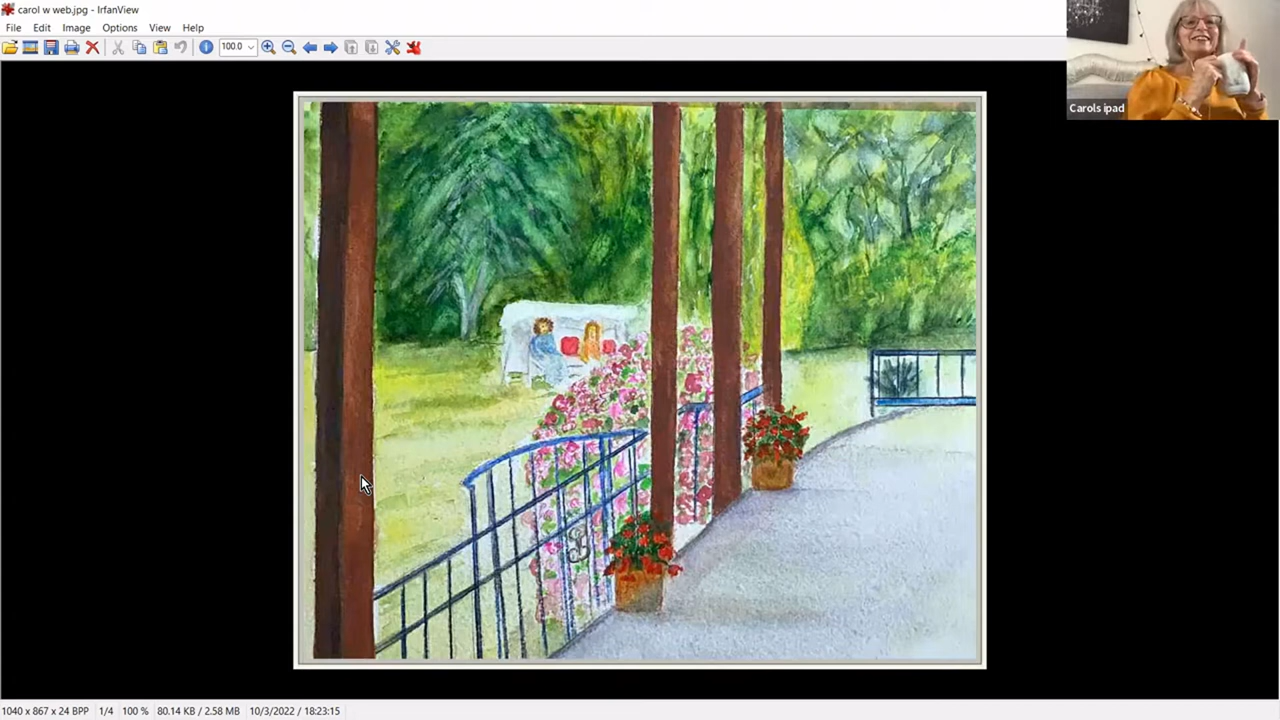 carol w web.jpg - IrfanView
File Edit Image Options View Help
100.0
Carols ipad
1040 x 867 x 24 BPP 1/4 100 % 80.14 KB / 2.58 MB 10/3/2022 / 18:23:15